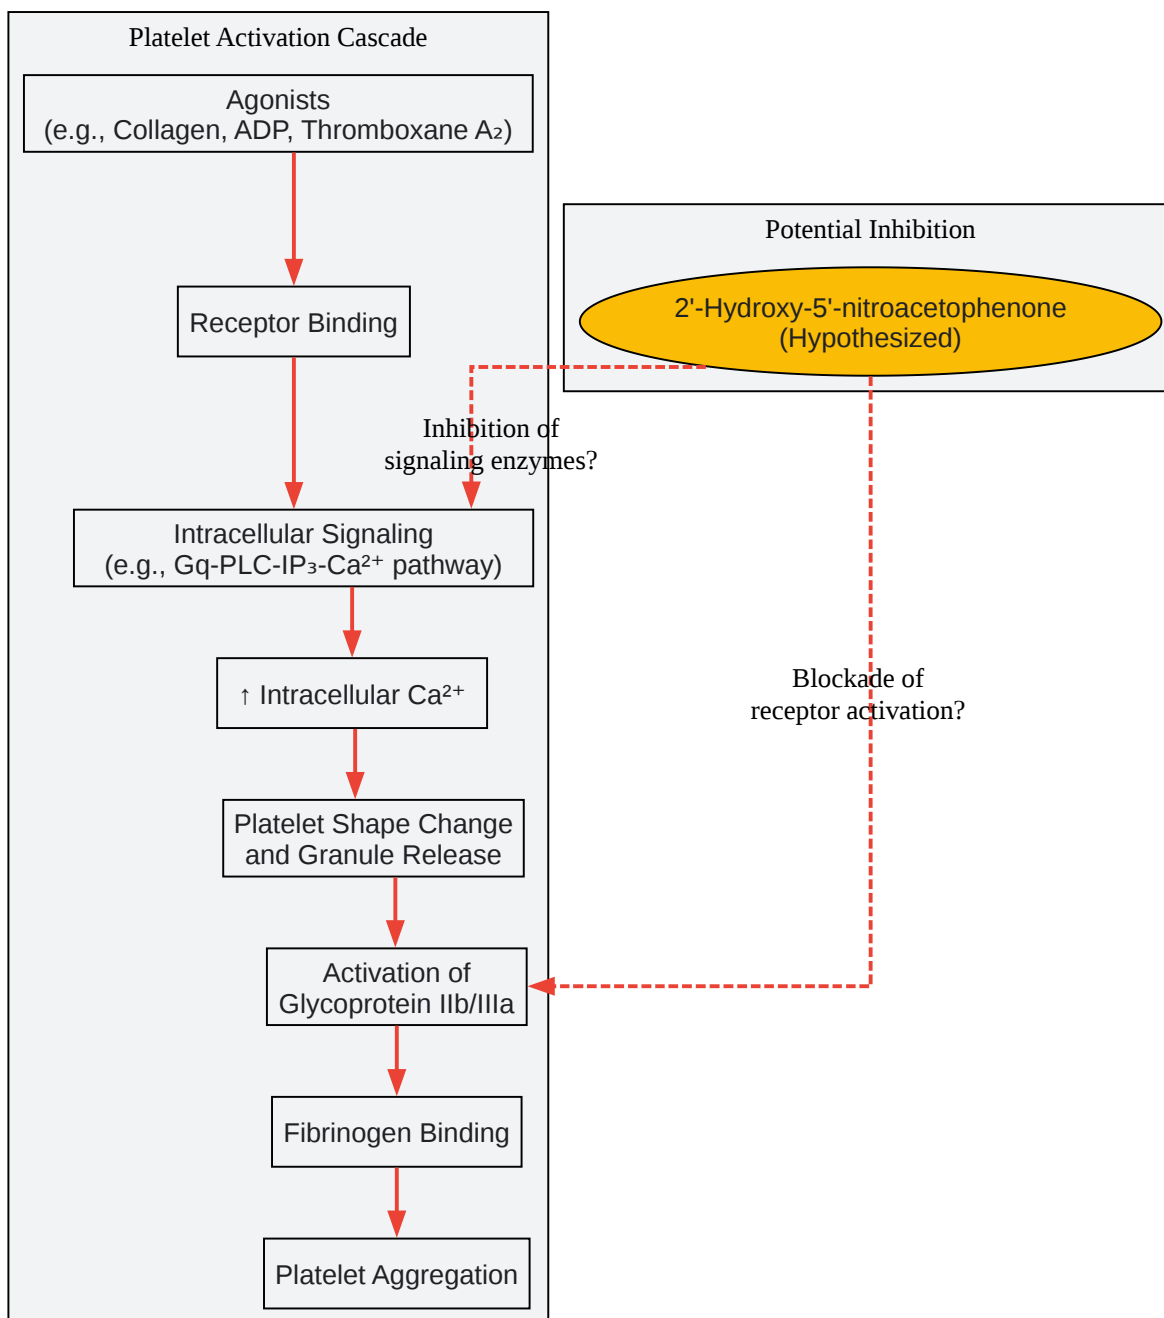 Platelet Activation Cascade
Agonists
(e.g., Collagen, ADP, Thromboxane A₂)
Potential Inhibition
2'-Hydroxy-5'-nitroacetophenone
(Hypothesized)
Receptor Binding
Inhibition of
signaling enzymes?
Intracellular Signaling
(e.g., Gq-PLC-IP₃-Ca²⁺ pathway)
↑ Intracellular Ca²⁺
Blockade of
receptor activation?
Platelet Shape Change
and Granule Release
Activation of
Glycoprotein IIb/IIIa
Fibrinogen Binding
Platelet Aggregation